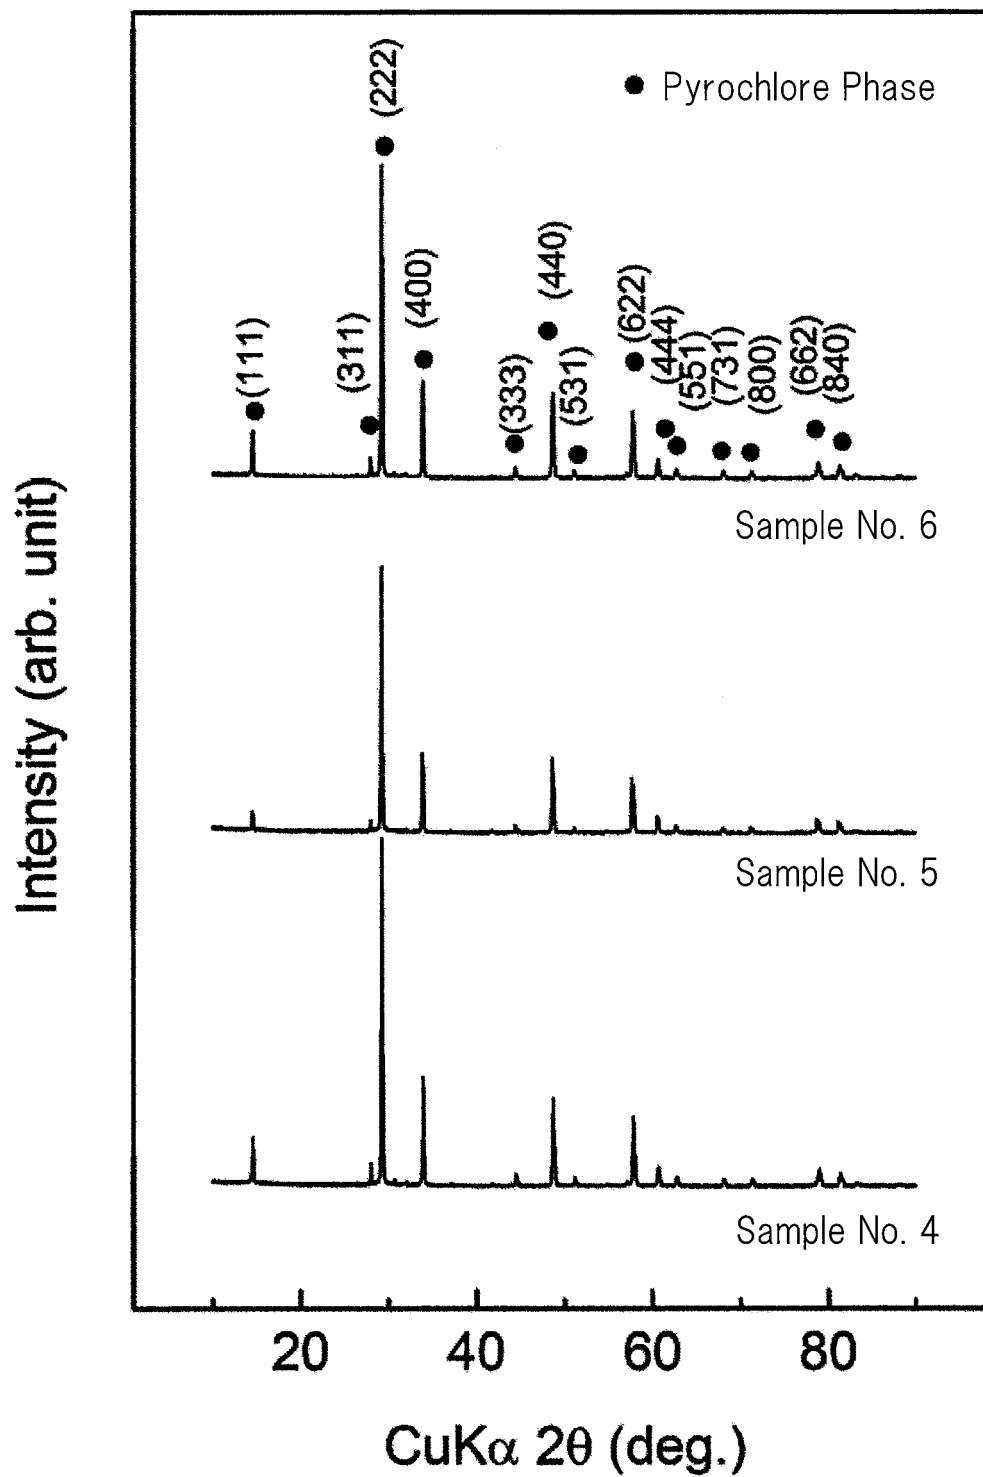 ● Pyrochlore Phase
(111)
(311)
(222)
(400)
(333)
(440)
(531)
(622)
(444)
(551)
(731)
(800)
(662)
(840)
Sample No. 6
Sample No. 5
Sample No. 4
Intensity (arb. unit)
20 40 60 80
CuKα 2θ (deg.)